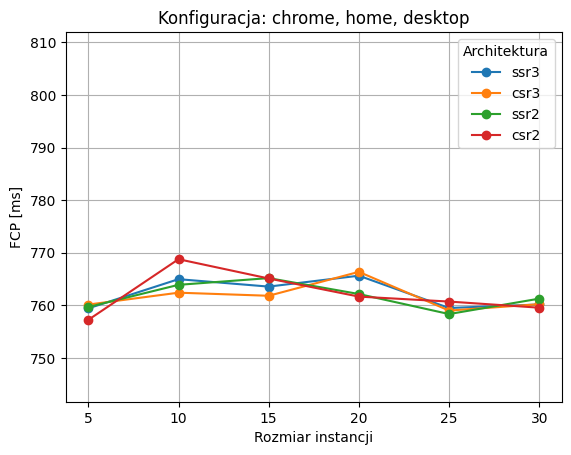 Konfiguracja: chrome, home, desktop
Architektura
ssr3
csr3
ssr2
csr2
FCP [ms]
810
800
790
780
770
760
750
5 10 15 20 25 30
Rozmiar instancji